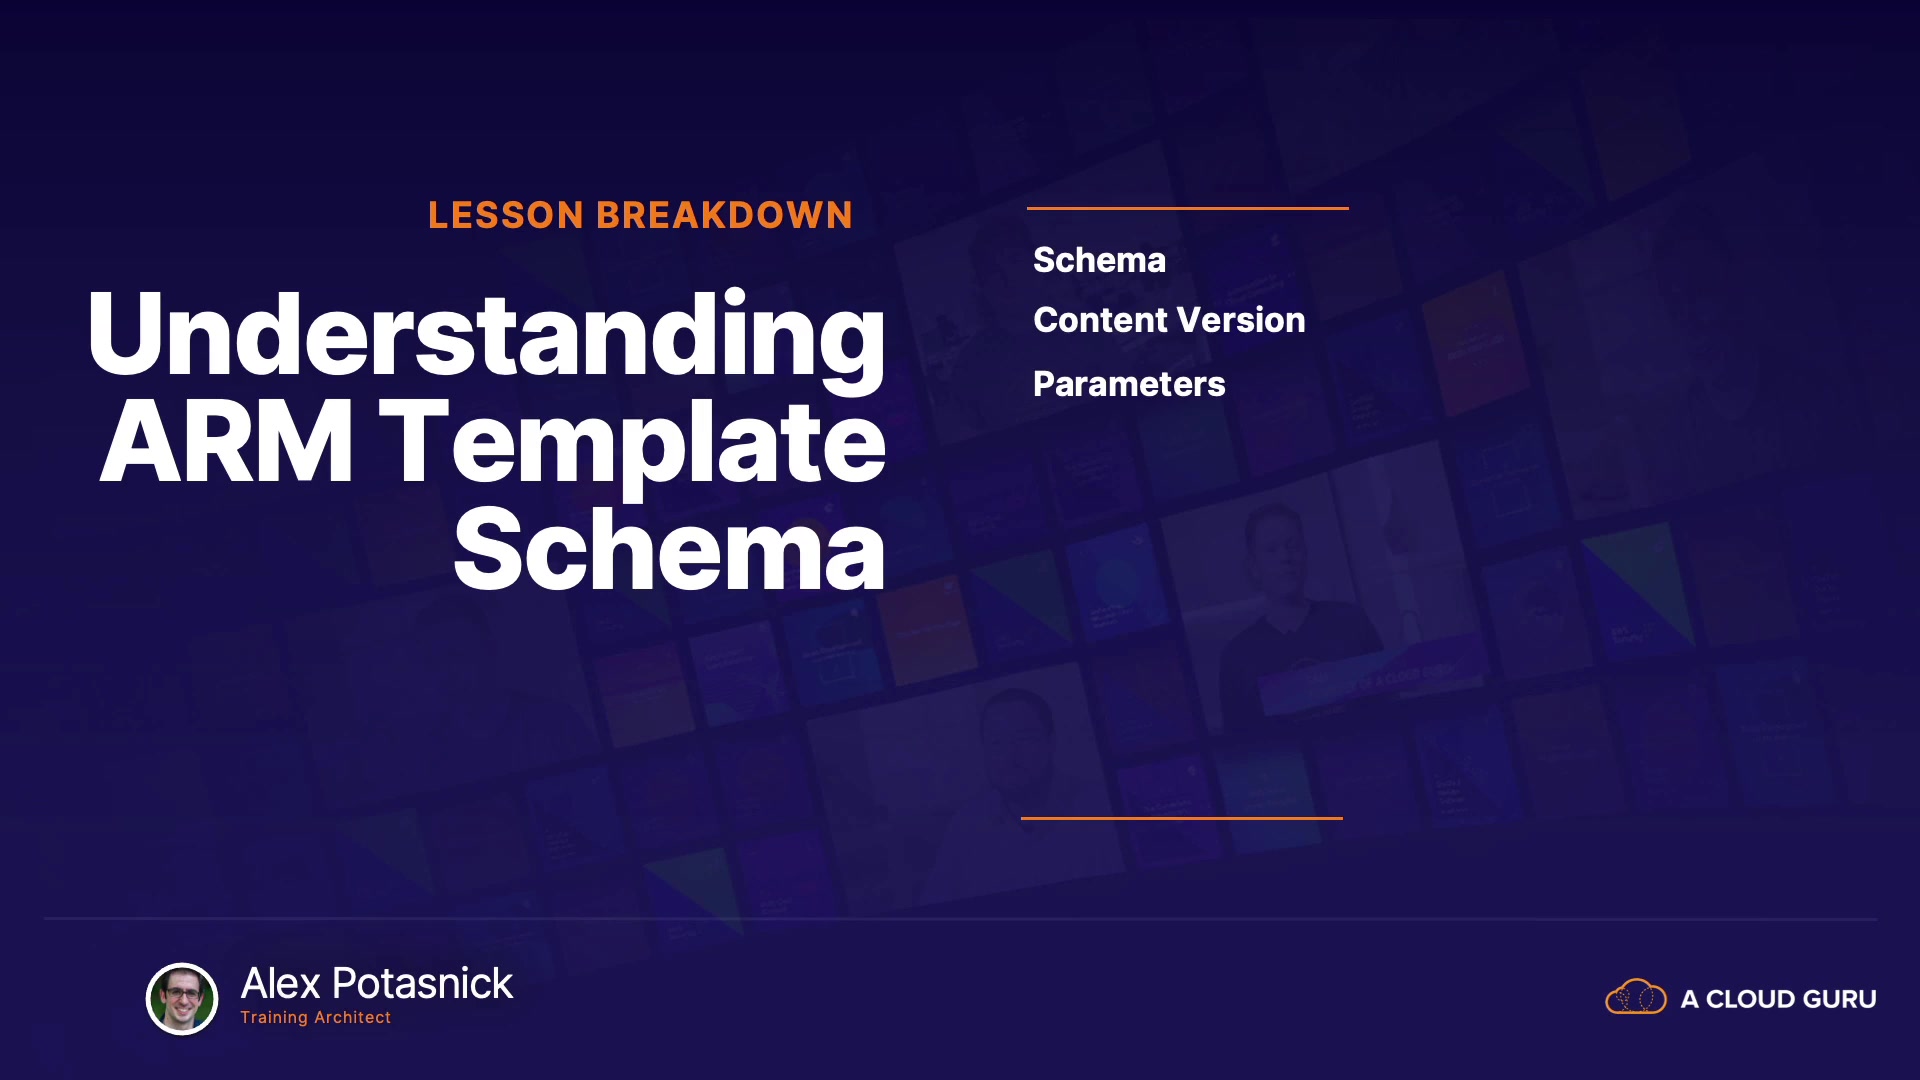 LESSON BREAKDOWN
Understanding
ARM Template
Schema
Schema
Content Version
Parameters
Alex Potasnick
Training Architect
A CLOUD GURU